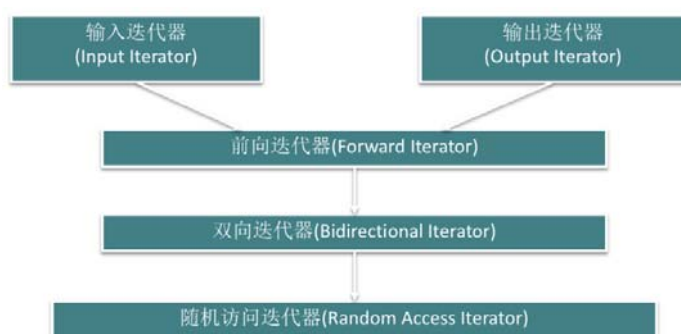 输入迭代器
(Input Iterator)
输出迭代器
(Output Iterator)
前向迭代器(Forward Iterator)
双向迭代器(Bidirectional Iterator)
随机访问迭代器(Random Access Iterator)